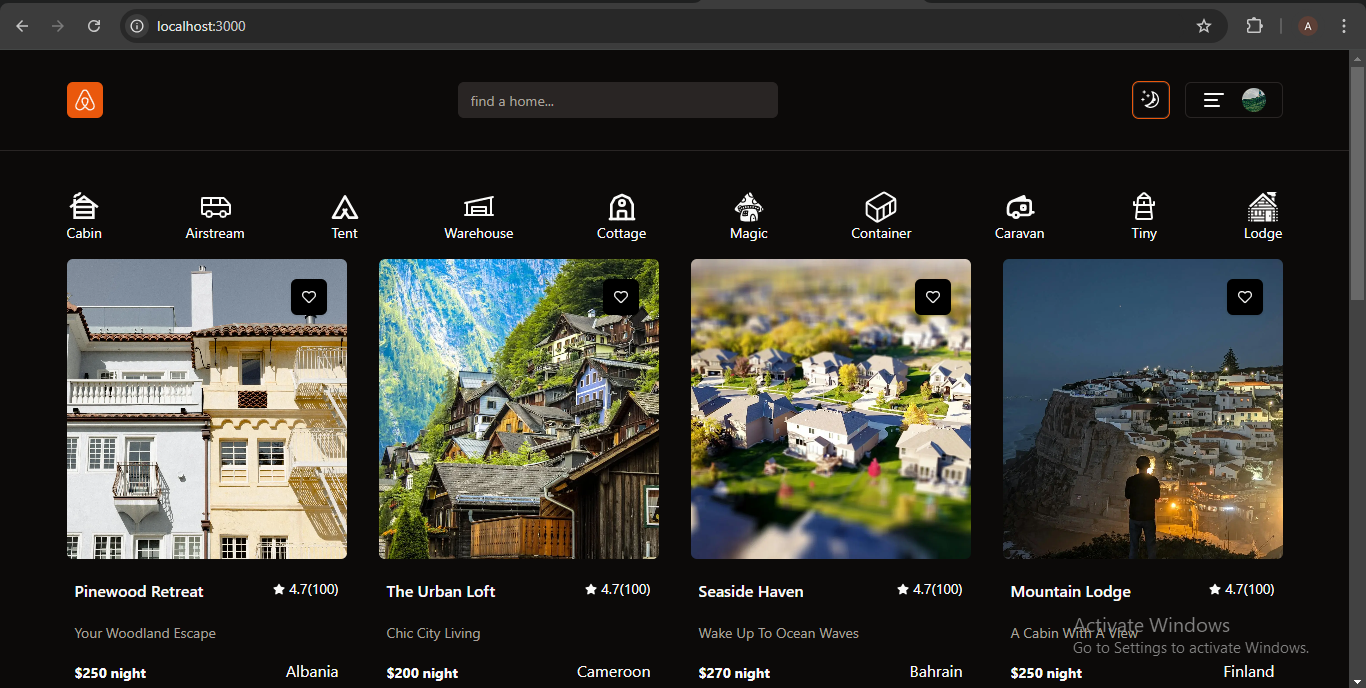 localhost:3000
A
find a home...
Cabin
Airstream
Tent
Warehouse
Cottage
Magic
Container
Caravan
Tiny
Lodge
Pinewood Retreat
4.7(100)
The Urban Loft
4.7(100)
Seaside Haven
4.7(100)
Mountain Lodge
4.7(100)
Your Woodland Escape
Chic City Living
Wake Up To Ocean Waves
A Cabin With A View
Activate Windows
Go to Settings to activate Windows.
$250 night
Albania
$200 night
Cameroon
$270 night
Bahrain
$250 night
Finland